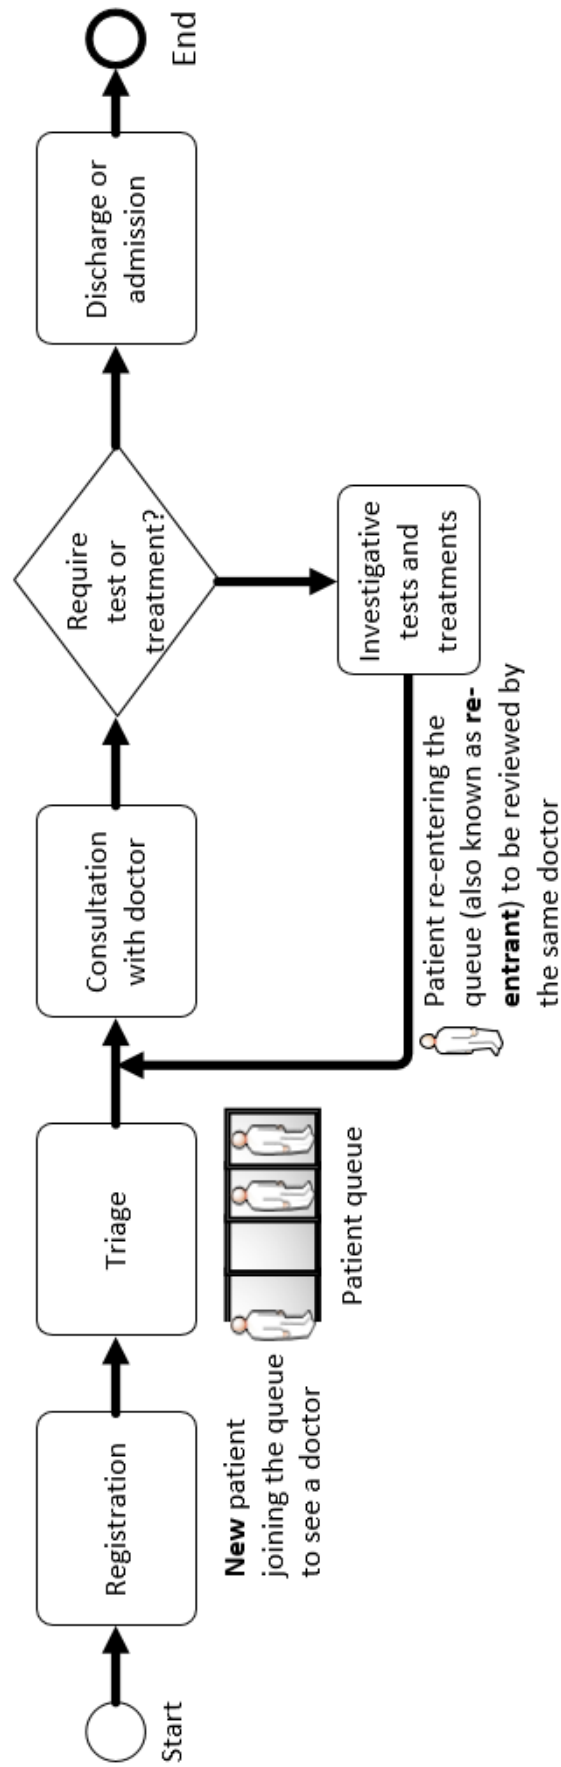 Start
Registration
New patient
joining the queue
to see a doctor
Triage
Patient queue
Consultation
with doctor
Patient re-entering the
queue (also known as re-
entrant) to be reviewed by
the same doctor
Require
test or
treatment?
Investigative
tests and
treatments
Discharge or
admission
End